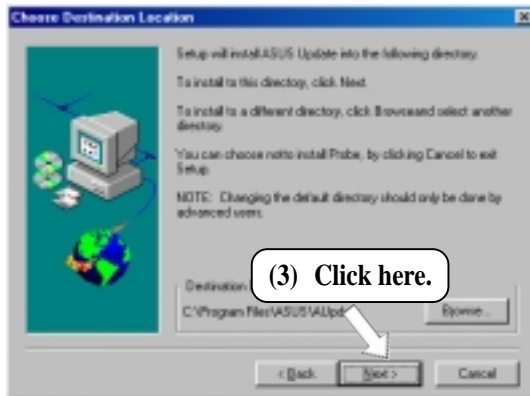 Choose Destination Location
Setup will install ASUS Update into the following directory.
To install to this directory, click Next.
To install to a different directory, click Browse and select another
directory.
You can choose not to install Probe, by clicking Cancel to exit
Setup.
NOTE: Changing the default directory should only be done by
advanced users.
(3) Click here.
Destination
C:\Program Files\ASUS\AUpd
Browse...
< Back
Next >
Cancel